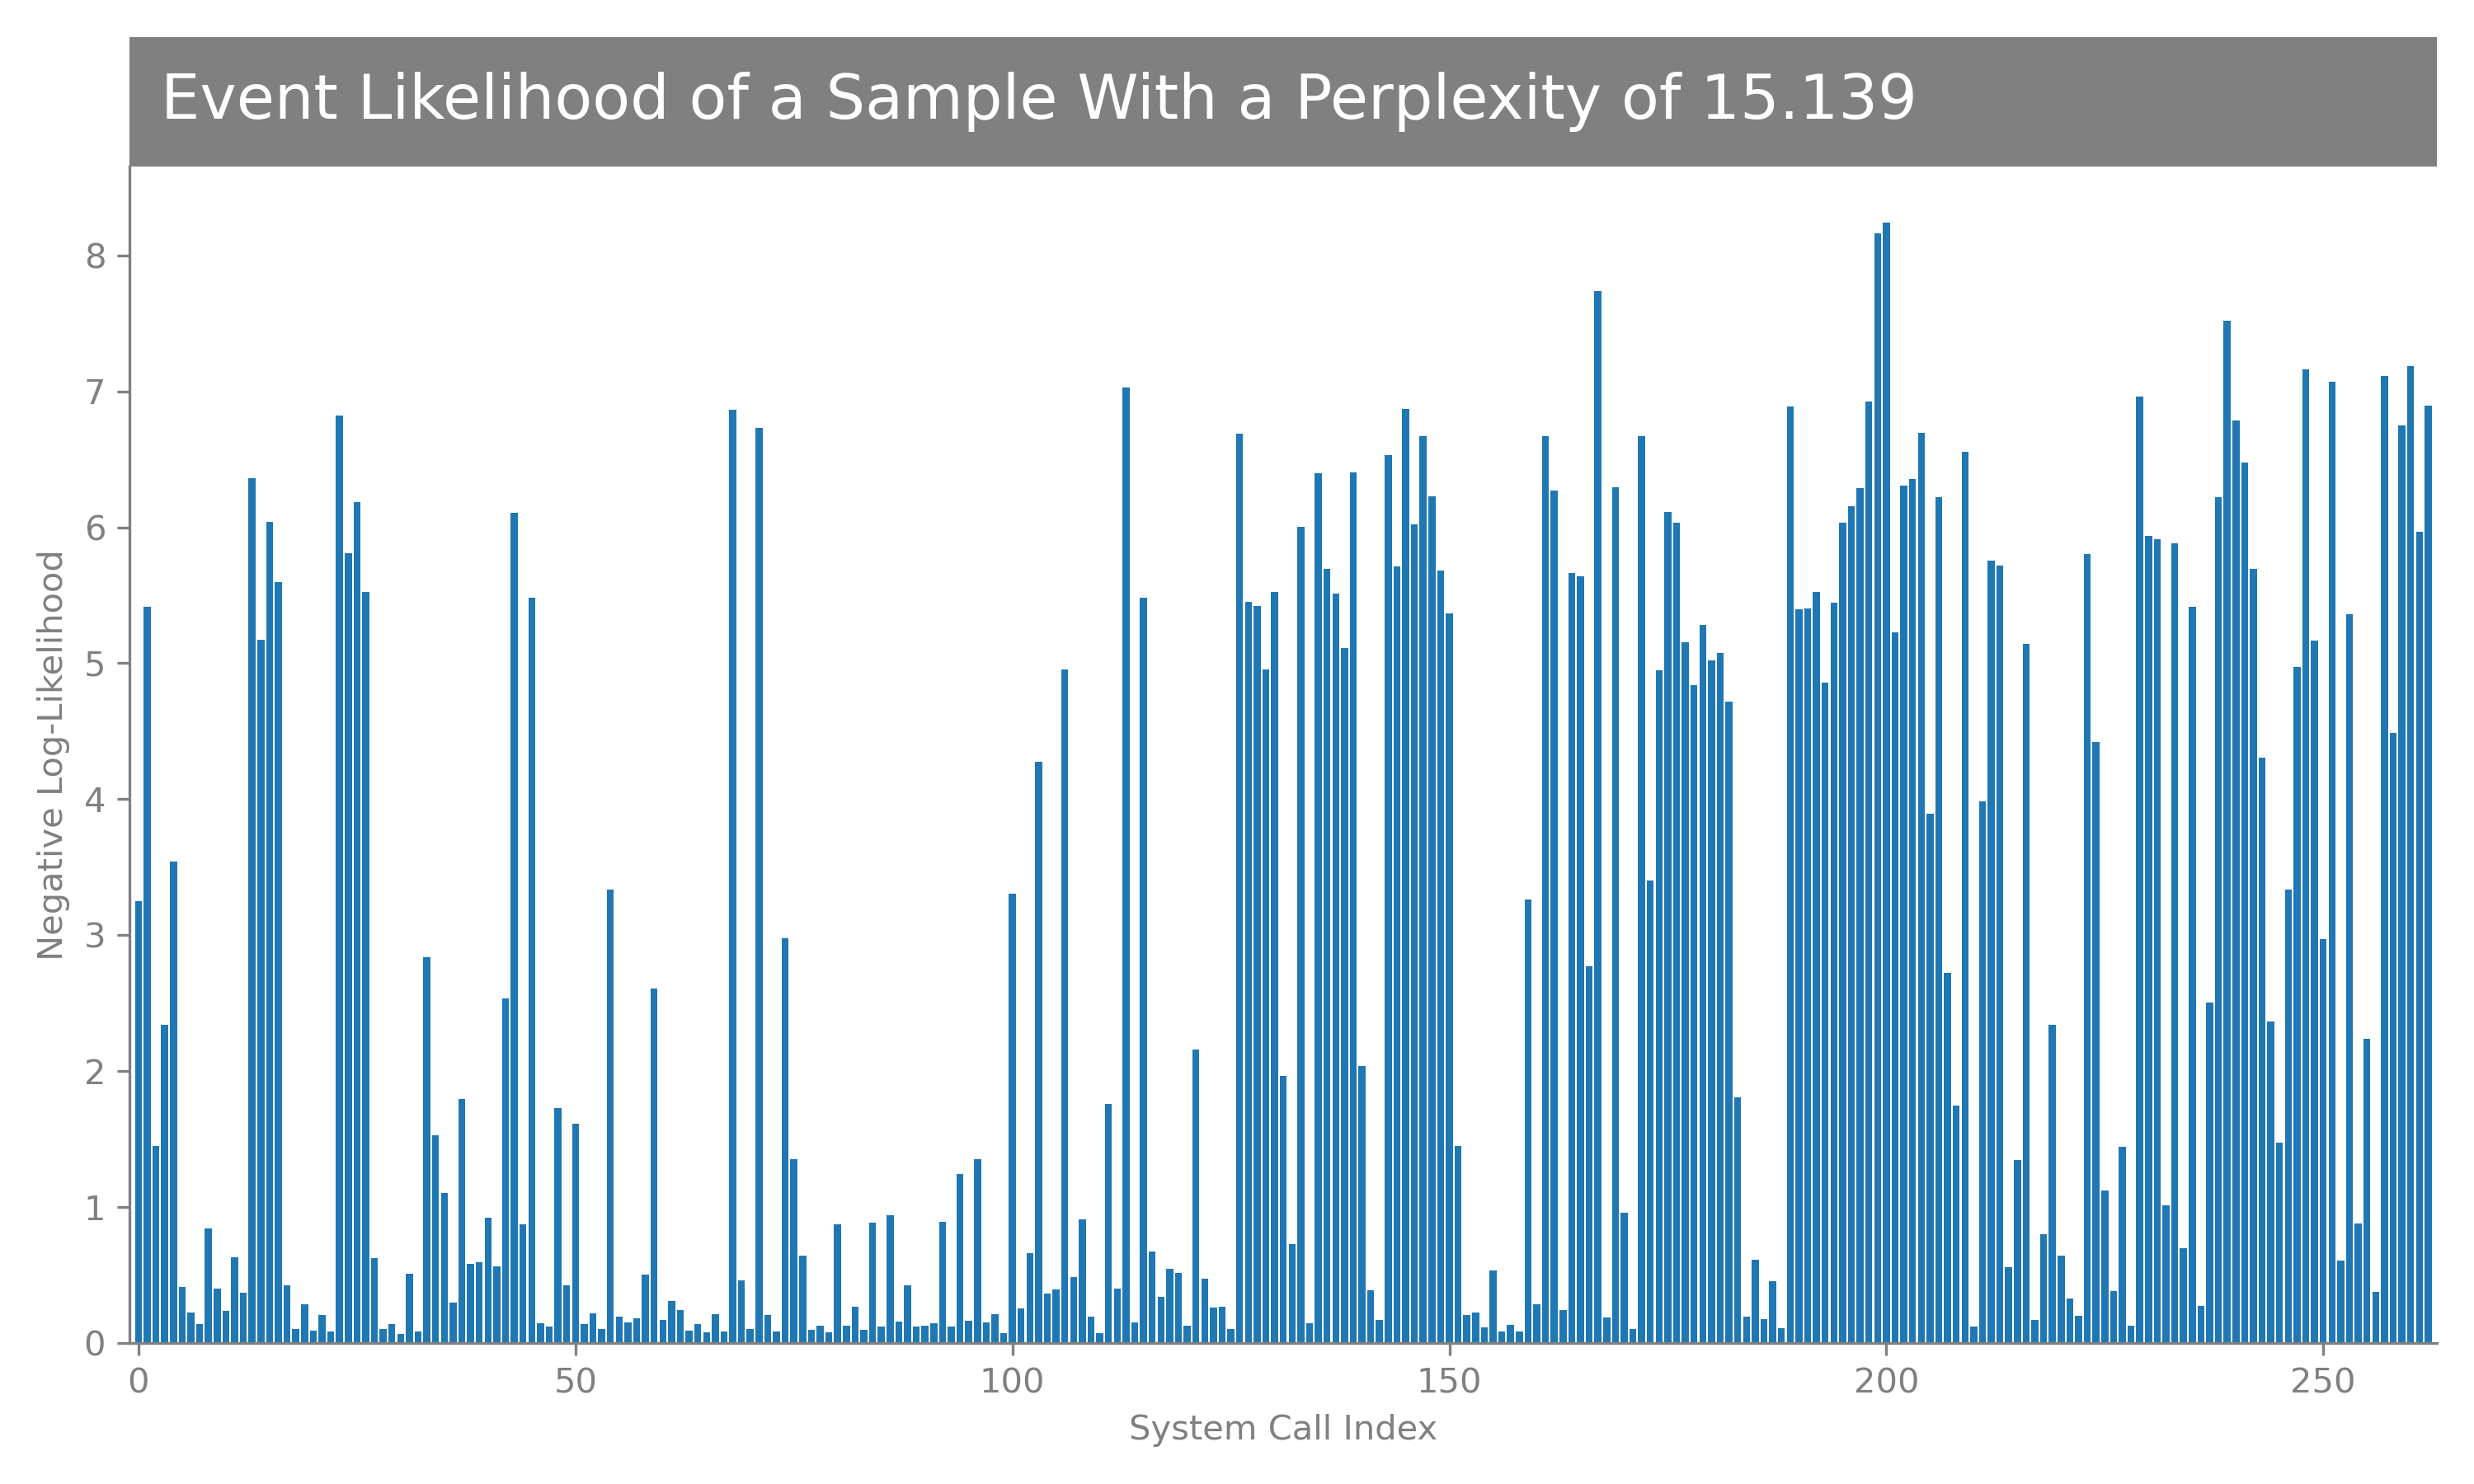 Event Likelihood of a Sample With a Perplexity of 15.139
8
7
6
5
4
3
2
1
0
Negative Log-Likelihood
0 50 100 150 200 250
System Call Index